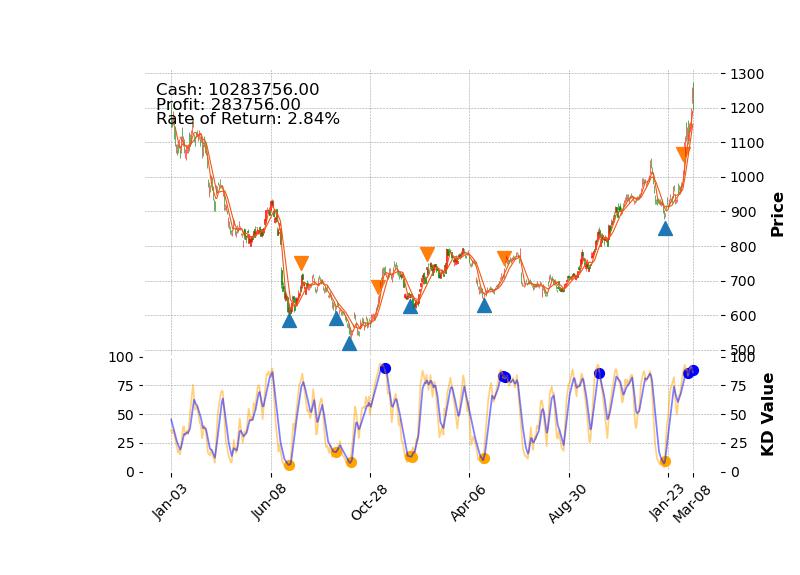 1300
Cash: 10283756.00
Profit: 283756.00
Rate of Return: 2.84%
1200
1100
1000
900
800
700
600
500
Price
100
75
50
25
0
100
75
50
25
0
KD Value
Jan-03
Jun-08
Oct-28
Apr-06
Aug-30
Jan-23
Mar-08